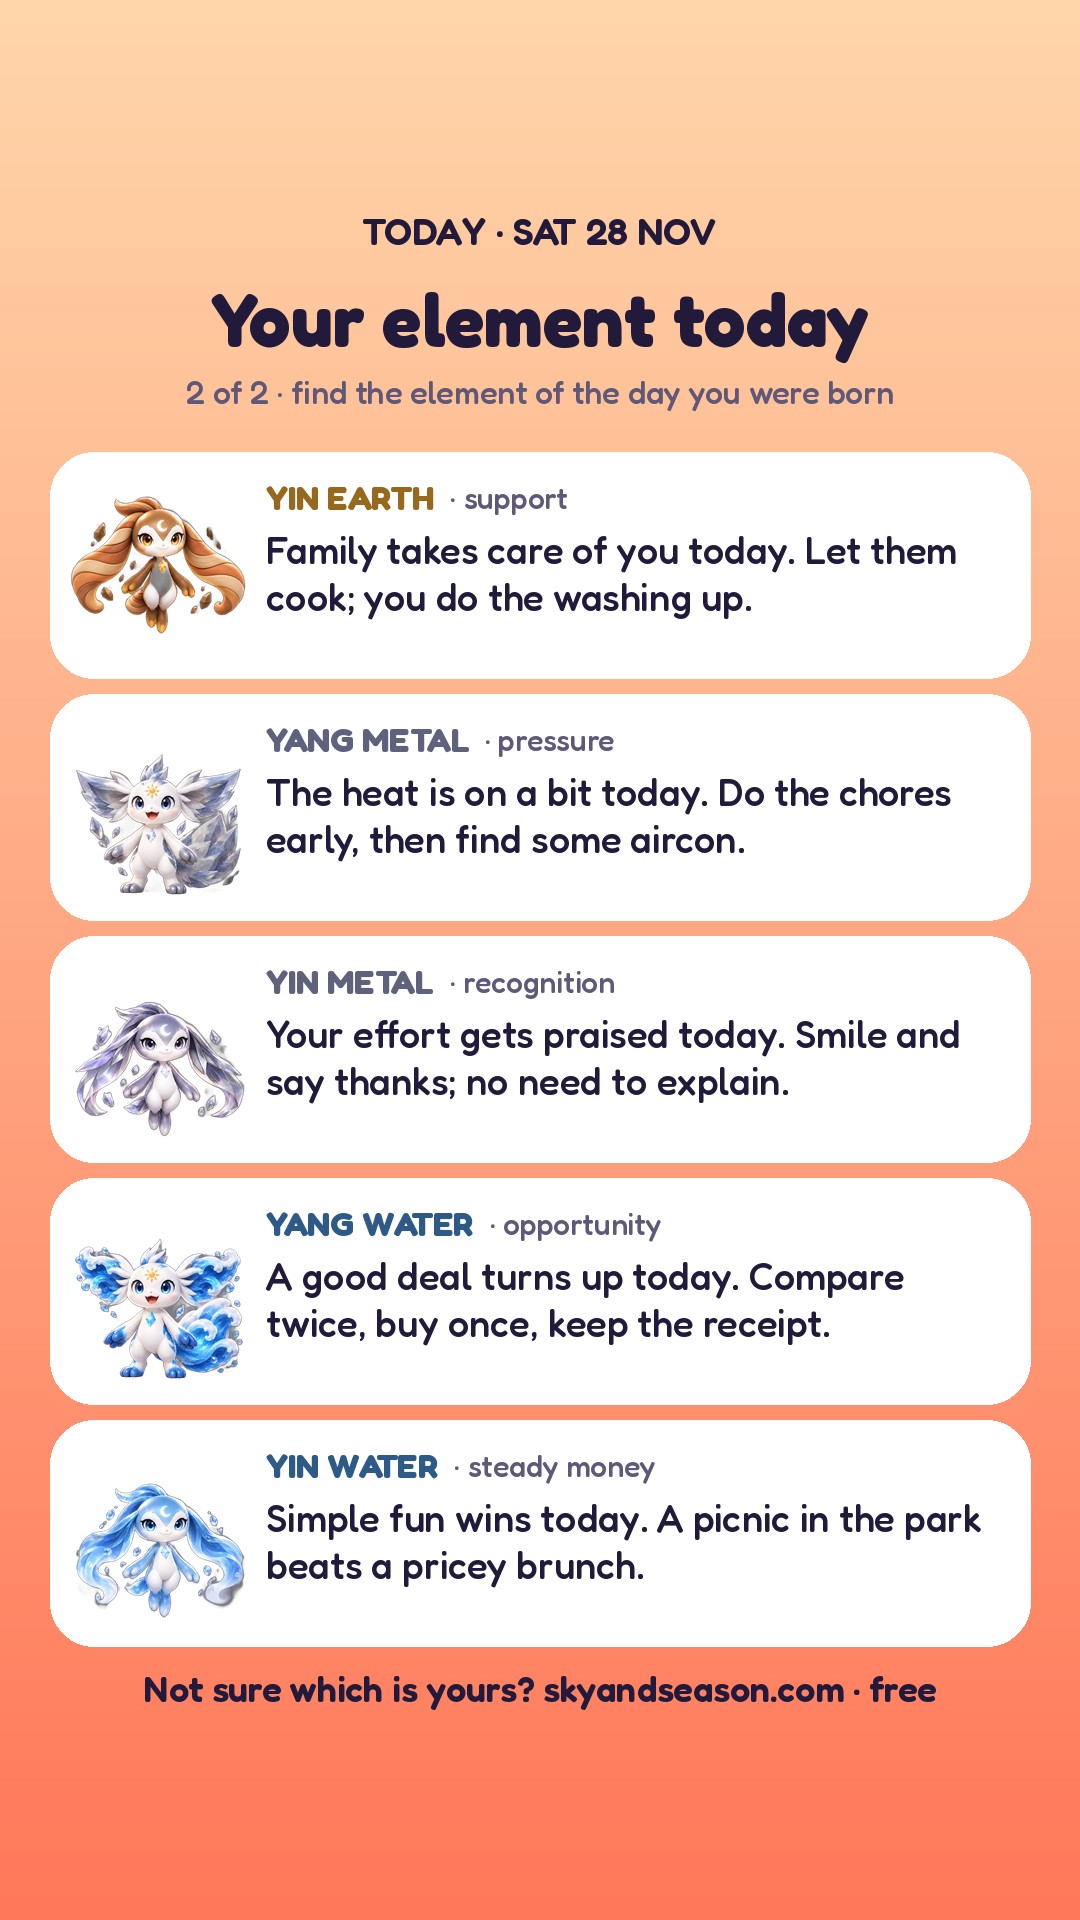 TODAY · SAT 28 NOV
Your element today
2 of 2 · find the element of the day you were born
YIN EARTH · support
Family takes care of you today. Let them
cook; you do the washing up.
YANG METAL · pressure
The heat is on a bit today. Do the chores
early, then find some aircon.
YIN METAL · recognition
Your effort gets praised today. Smile and
say thanks; no need to explain.
YANG WATER · opportunity
A good deal turns up today. Compare
twice, buy once, keep the receipt.
YIN WATER · steady money
Simple fun wins today. A picnic in the park
beats a pricey brunch.
Not sure which is yours? skyandseason.com · free